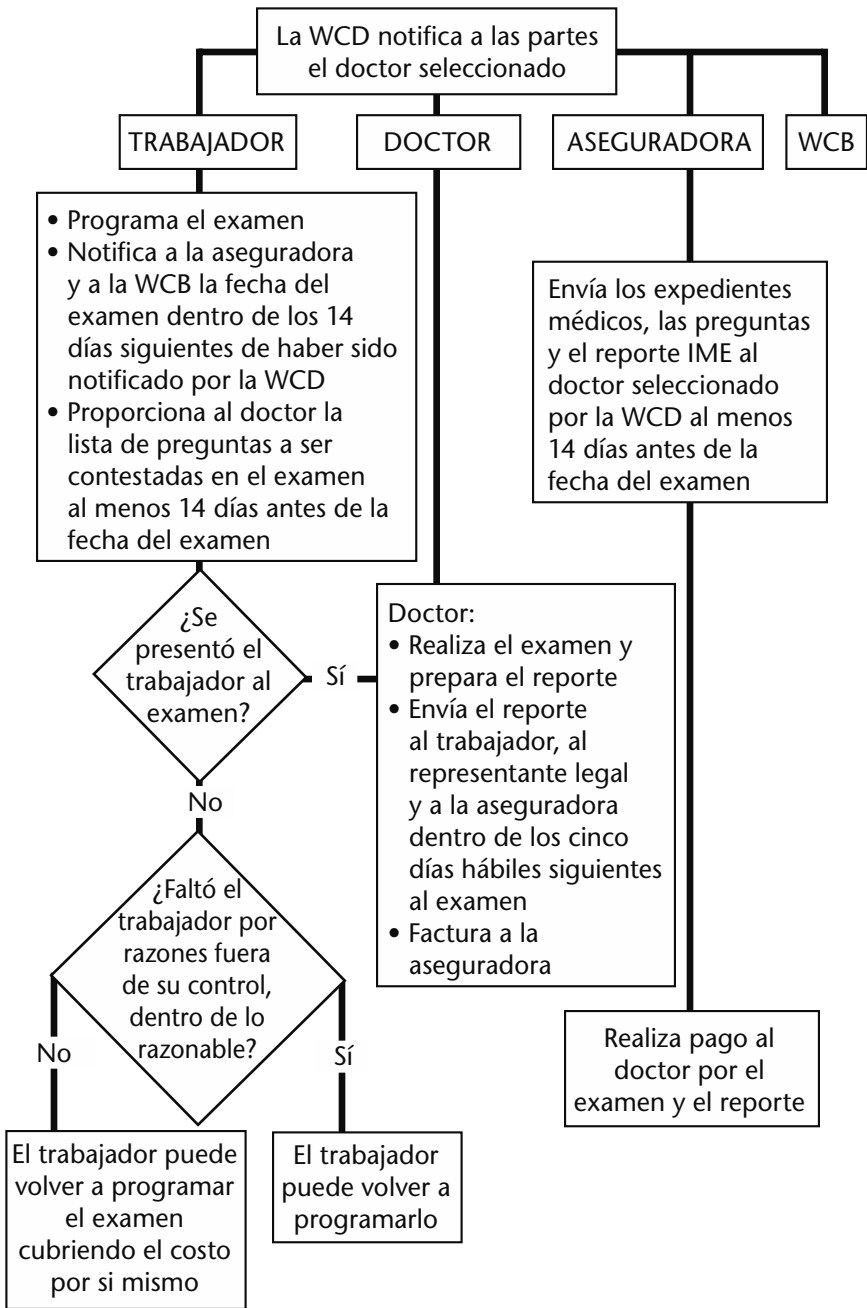 La WCD notifica a las partes
el doctor seleccionado
TRABAJADOR
DOCTOR
ASEGURADORA
WCB
• Programa el examen
• Notifica a la aseguradora
y a la WCB la fecha del
examen dentro de los 14
días siguientes de haber sido
notificado por la WCD
• Proporciona al doctor la
lista de preguntas a ser
contestadas en el examen
al menos 14 días antes de la
fecha del examen
Envía los expedientes
médicos, las preguntas
y el reporte IME al
doctor seleccionado
por la WCD al menos
14 días antes de la
fecha del examen
¿Se
presentó el
trabajador al
examen?
Sí
Doctor:
• Realiza el examen y
prepara el reporte
• Envía el reporte
al trabajador, al
representante legal
y a la aseguradora
dentro de los cinco
días hábiles siguientes
al examen
• Factura a la
aseguradora
No
¿Faltó el
trabajador por
razones fuera
de su control,
dentro de lo
razonable?
No
Sí
Realiza pago al
doctor por el
examen y el reporte
El trabajador puede
volver a programar
el examen
cubriendo el costo
por si mismo
El trabajador
puede volver a
programarlo